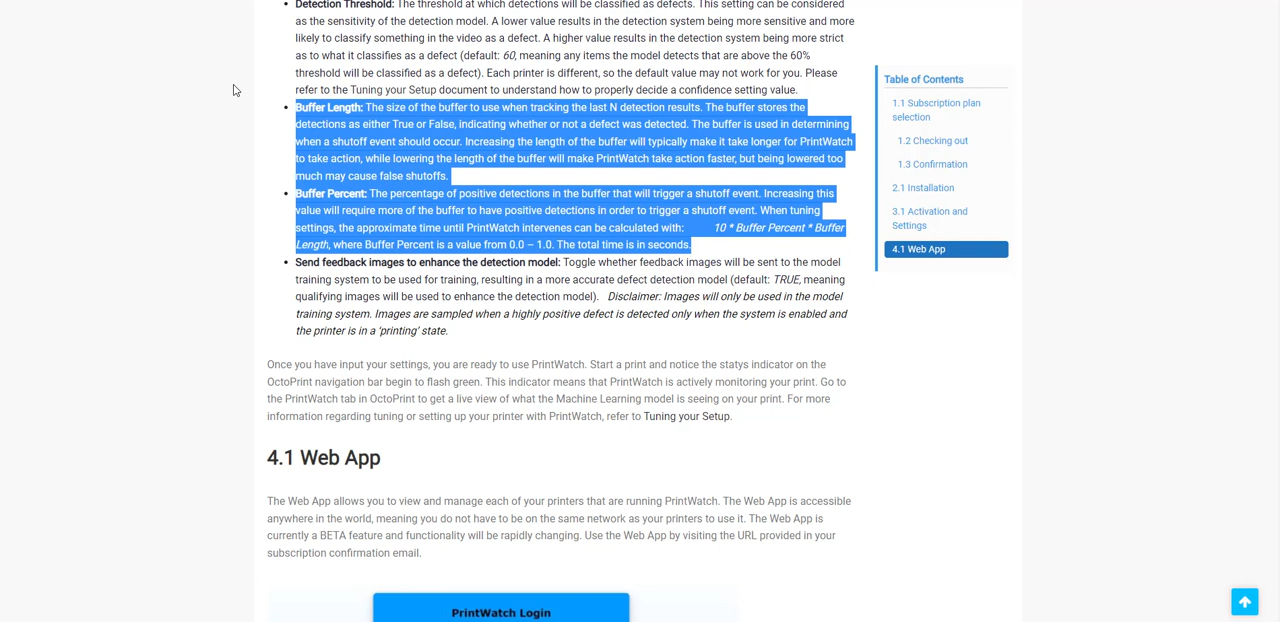 Detection Threshold: The threshold at which detections will be classified as defects. This setting can be considered
as the sensitivity of the detection model. A lower value results in the detection system being more sensitive and more
likely to classify something in the video as a defect. A higher value results in the detection system being more strict
as to what it classifies as a defect (default: 60, meaning any items the model detects that are above the 60%
threshold will be classified as a defect). Each printer is different, so the default value may not work for you. Please
refer to the Tuning your Setup document to understand how to properly decide a confidence setting value.
Buffer Length: The size of the buffer to use when tracking the last N detection results. The buffer stores the
detections as either True or False, indicating whether or not a defect was detected. The buffer is used in determining
when a shutoff event should occur. Increasing the length of the buffer will typically make it take longer for PrintWatch
to take action, while lowering the length of the buffer will make PrintWatch take action faster, but being lowered too
much may cause false shutoffs.
Buffer Percent: The percentage of positive detections in the buffer that will trigger a shutoff event. Increasing this
value will require more of the buffer to have positive detections in order to trigger a shutoff event. When tuning
settings, the approximate time until PrintWatch intervenes can be calculated with: 10 * Buffer Percent * Buffer
Length, where Buffer Percent is a value from 0.0 – 1.0. The total time is in seconds.
Send feedback images to enhance the detection model: Toggle whether feedback images will be sent to the model
training system to be used for training, resulting in a more accurate defect detection model (default: TRUE, meaning
qualifying images will be used to enhance the detection model). Disclaimer: Images will only be used in the model
training system. Images are sampled when a highly positive defect is detected only when the system is enabled and
the printer is in a ‘printing’ state.
Once you have input your settings, you are ready to use PrintWatch. Start a print and notice the statys indicator on the
OctoPrint navigation bar begin to flash green. This indicator means that PrintWatch is actively monitoring your print. Go to
the PrintWatch tab in OctoPrint to get a live view of what the Machine Learning model is seeing on your print. For more
information regarding tuning or setting up your printer with PrintWatch, refer to Tuning your Setup.
4.1 Web App
The Web App allows you to view and manage each of your printers that are running PrintWatch. The Web App is accessible
anywhere in the world, meaning you do not have to be on the same network as your printers to use it. The Web App is
currently a BETA feature and functionality will be rapidly changing. Use the Web App by visiting the URL provided in your
subscription confirmation email.
PrintWatch Login
Table of Contents
1.1 Subscription plan
selection
1.2 Checking out
1.3 Confirmation
2.1 Installation
3.1 Activation and
Settings
4.1 Web App